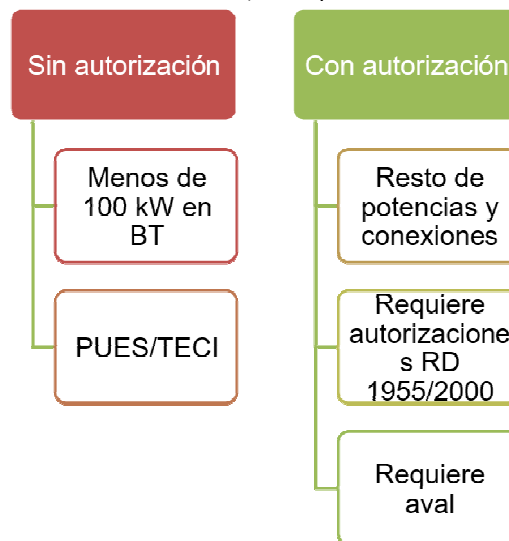 Sin autorización
Menos de
100 kW en
BT
PUES/TECI
Con autorización
Resto de
potencias y
conexiones
Requiere
autorizacione
s RD
1955/2000
Requiere
aval